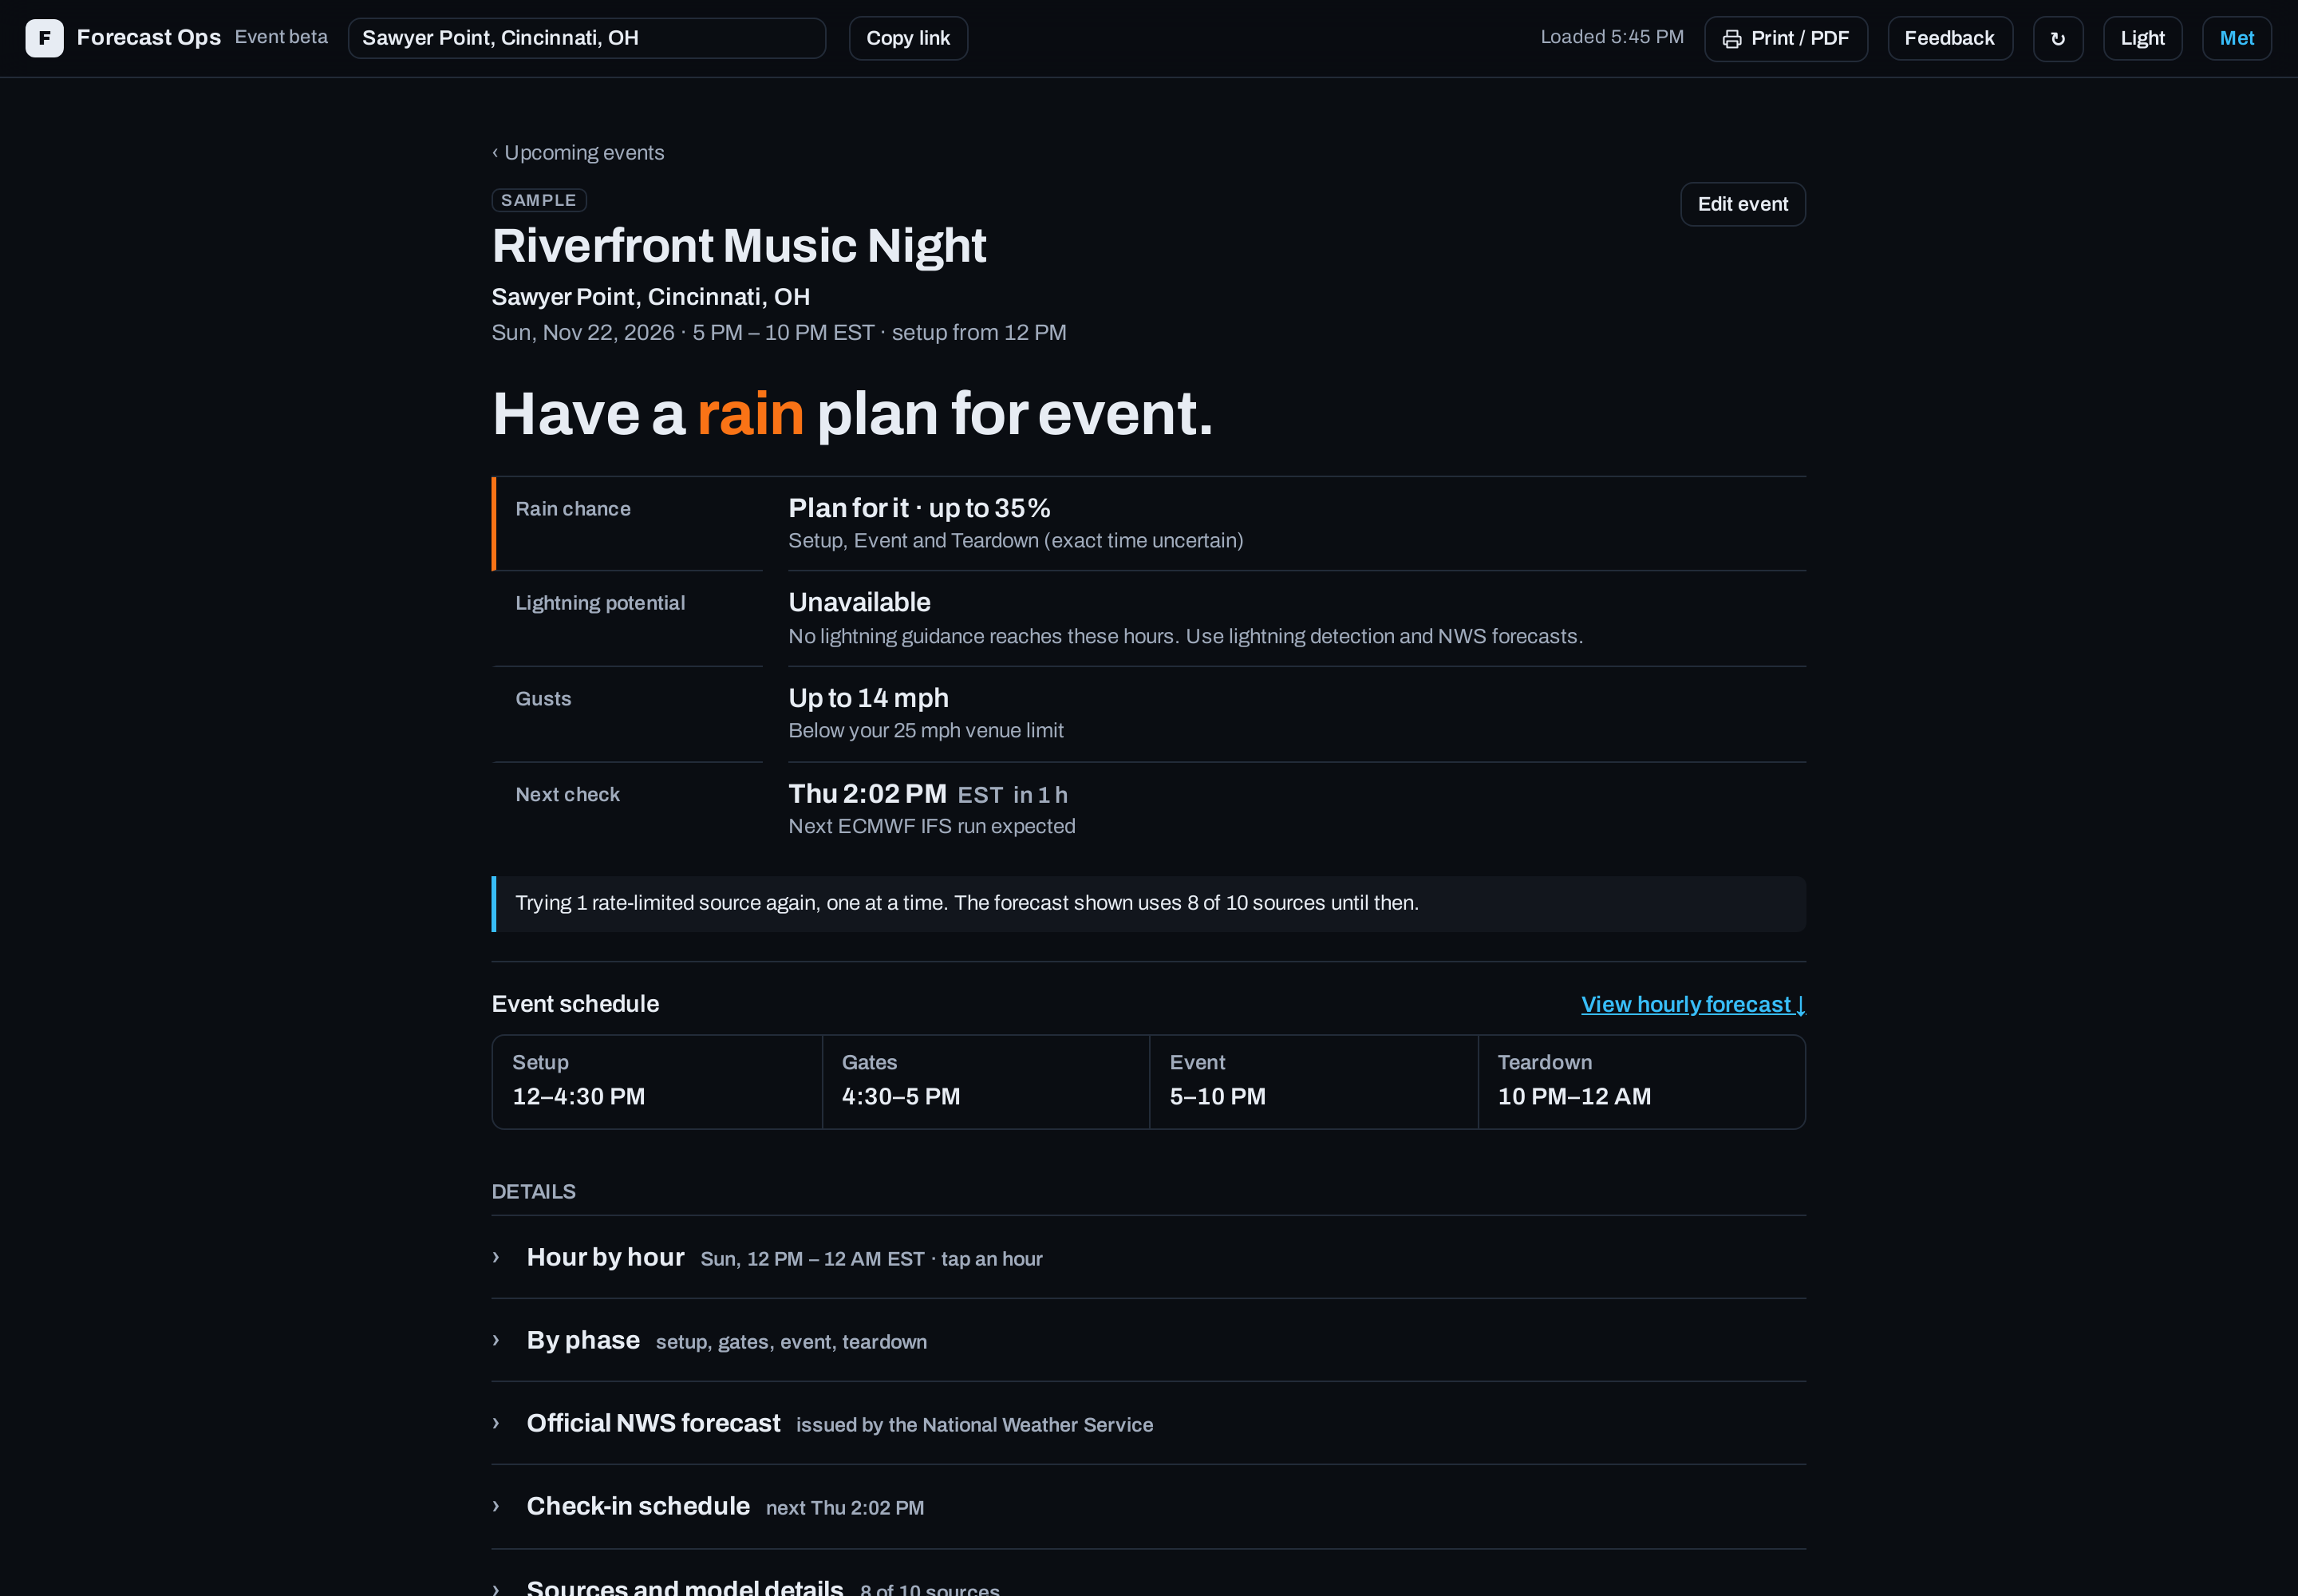 F Forecast Ops Event beta Sawyer Point, Cincinnati, OH Copy link Loaded 5:45 PM Print / PDF Feedback ↻ Light Met
‹ Upcoming events
SAMPLE
Edit event
Riverfront Music Night
Sawyer Point, Cincinnati, OH
Sun, Nov 22, 2026 · 5 PM – 10 PM EST · setup from 12 PM
Have a rain plan for event.
Rain chance
Plan for it · up to 35%
Setup, Event and Teardown (exact time uncertain)
Lightning potential
Unavailable
No lightning guidance reaches these hours. Use lightning detection and NWS forecasts.
Gusts
Up to 14 mph
Below your 25 mph venue limit
Next check
Thu 2:02 PM EST in 1 h
Next ECMWF IFS run expected
Trying 1 rate-limited source again, one at a time. The forecast shown uses 8 of 10 sources until then.
Event schedule
View hourly forecast ↓
Setup
12–4:30 PM
Gates
4:30–5 PM
Event
5–10 PM
Teardown
10 PM–12 AM
DETAILS
› Hour by hour Sun, 12 PM – 12 AM EST · tap an hour
› By phase setup, gates, event, teardown
› Official NWS forecast issued by the National Weather Service
› Check-in schedule next Thu 2:02 PM
› Sources and model details 8 of 10 sources